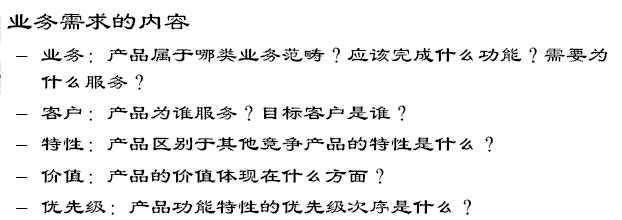 业务需求的内容
– 业务：产品属于哪类业务范畴？应该完成什么功能？需要为
什么服务？
– 客户：产品为谁服务？目标客户是谁？
– 特性：产品区别于其他竞争产品的特性是什么？
– 价值：产品的价值体现在什么方面？
– 优先级：产品功能特性的优先级次序是什么？